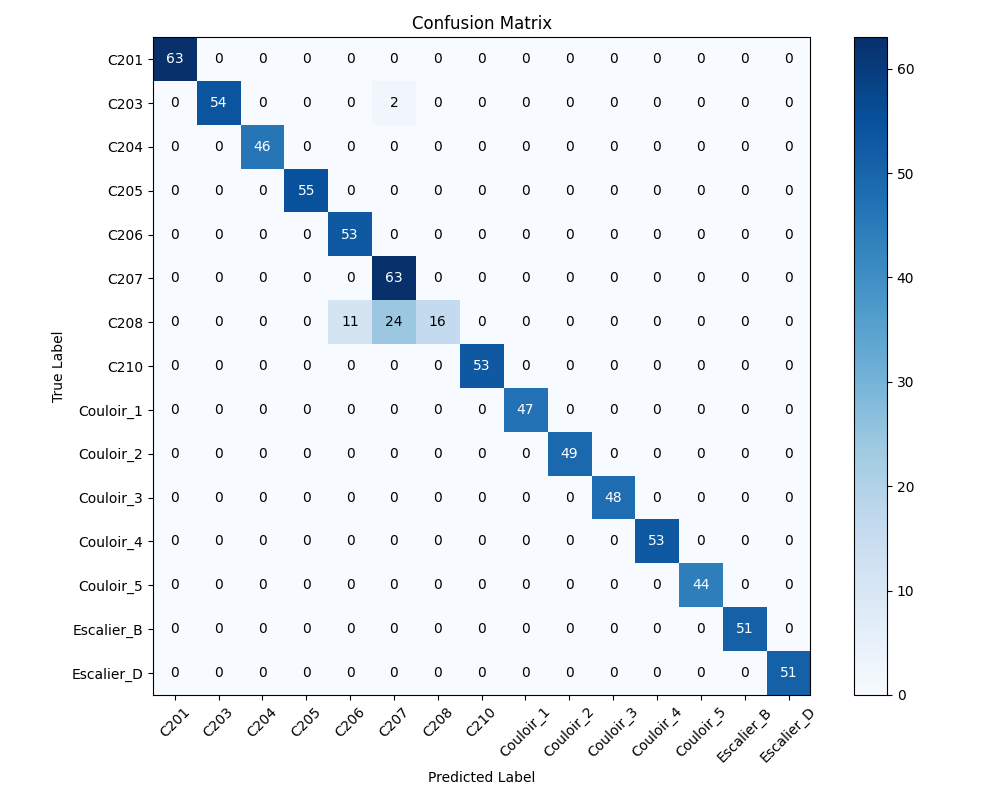 Confusion Matrix
C201 63 0 0 0 0 0 0 0 0 0 0 0 0 0 0
C203 0 54 0 0 0 2 0 0 0 0 0 0 0 0 0
C204 0 0 46 0 0 0 0 0 0 0 0 0 0 0 0
C205 0 0 0 55 0 0 0 0 0 0 0 0 0 0 0
C206 0 0 0 0 53 0 0 0 0 0 0 0 0 0 0
C207 0 0 0 0 0 63 0 0 0 0 0 0 0 0 0
C208 0 0 0 0 11 24 16 0 0 0 0 0 0 0 0
C210 0 0 0 0 0 0 0 53 0 0 0 0 0 0 0
Couloir_1 0 0 0 0 0 0 0 0 47 0 0 0 0 0 0
Couloir_2 0 0 0 0 0 0 0 0 0 49 0 0 0 0 0
Couloir_3 0 0 0 0 0 0 0 0 0 0 48 0 0 0 0
Couloir_4 0 0 0 0 0 0 0 0 0 0 0 53 0 0 0
Couloir_5 0 0 0 0 0 0 0 0 0 0 0 0 44 0 0
Escalier_B 0 0 0 0 0 0 0 0 0 0 0 0 0 51 0
Escalier_D 0 0 0 0 0 0 0 0 0 0 0 0 0 0 51
True Label
C201 C203 C204 C205 C206 C207 C208 C210 Couloir_1 Couloir_2 Couloir_3 Couloir_4 Couloir_5 Escalier_B Escalier_D
Predicted Label
60
50
40
30
20
10
0